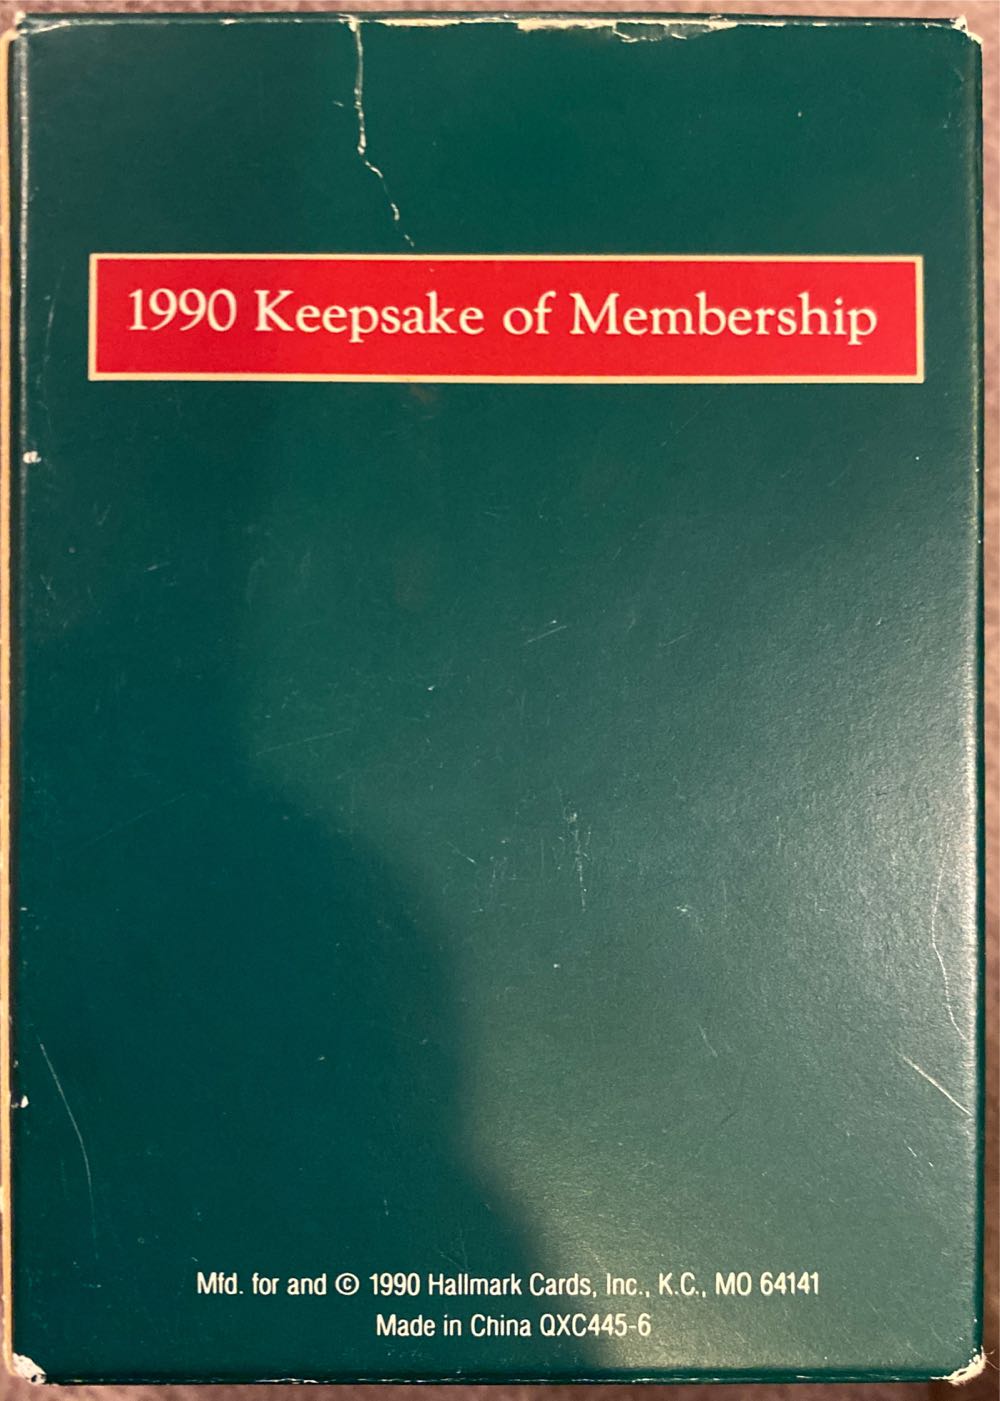 1990 Keepsake of Membership
Mfd. for and © 1990 Hallmark Cards, Inc., K.C., MO 64141
Made in China QXC445-6